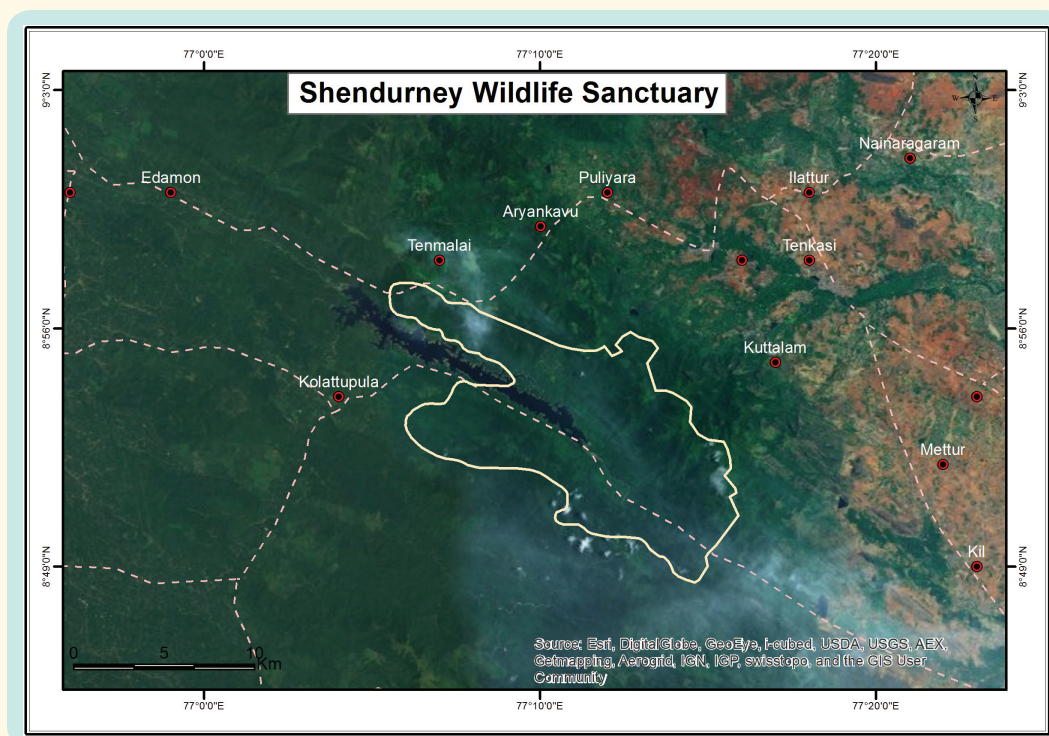 77°0'0"E 77°10'0"E 77°20'0"E
Shendurney Wildlife Sanctuary
9°3'0"N 9°3'0"N
N
W E
S
Nainaragaram
Edamon Puliyara Ilattur
Aryankavu
Tenmalai Tenkasi
8°56'0"N 8°56'0"N
Kuttalam
Kolattupula
Mettur
Kil
8°49'0"N 8°49'0"N
0 5 10
Km
Source: Esri, DigitalGlobe, GeoEye, i-cubed, USDA, USGS, AEX,
Getmapping, Aerogrid, IGN, IGP, swisstopo, and the GIS User
Community
77°0'0"E 77°10'0"E 77°20'0"E